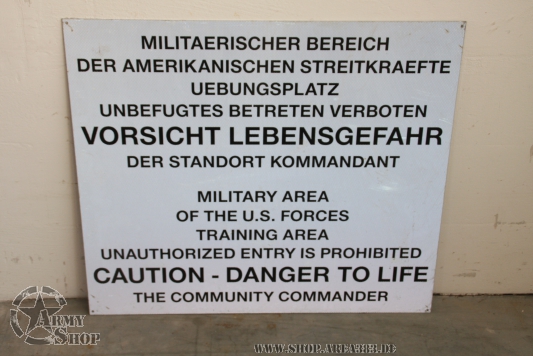 MILITAERISCHER BEREICH
DER AMERIKANISCHEN STREITKRAEFTE
UEBUNGSPLATZ
UNBEFUGTES BETRETEN VERBOTEN
VORSICHT LEBENSGEFAHR
DER STANDORT KOMMANDANT
MILITARY AREA
OF THE U.S. FORCES
TRAINING AREA
UNAUTHORIZED ENTRY IS PROHIBITED
CAUTION - DANGER TO LIFE
THE COMMUNITY COMMANDER
ARMY
SHOP